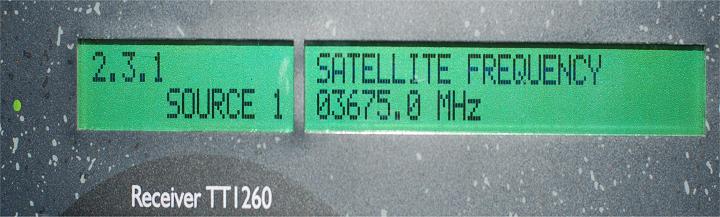 2.3.1
SOURCE 1
SATELLITE FREQUENCY
03675.0 MHz
Receiver TT1260